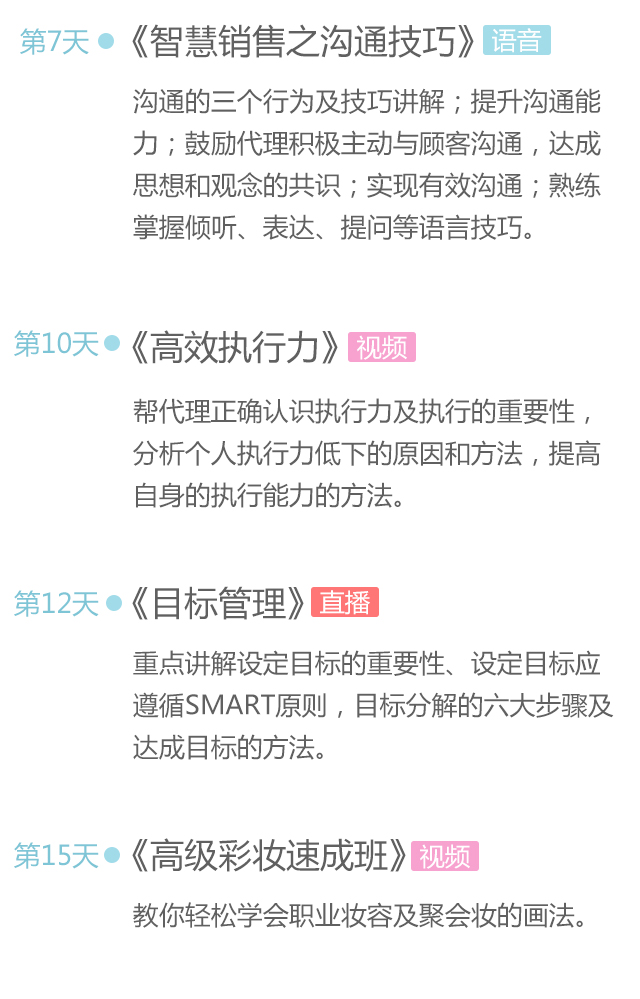 第7天 《智慧销售之沟通技巧》 语音
沟通的三个行为及技巧讲解；提升沟通能
力；鼓励代理积极主动与顾客沟通，达成
思想和观念的共识；实现有效沟通；熟练
掌握倾听、表达、提问等语言技巧。
第10天 《高效执行力》 视频
帮代理正确认识执行力及执行的重要性，
分析个人执行力低下的原因和方法，提高
自身的执行能力的方法。
第12天 《目标管理》 直播
重点讲解设定目标的重要性、设定目标应
遵循SMART原则，目标分解的六大步骤及
达成目标的方法。
第15天 《高级彩妆速成班》 视频
教你轻松学会职业妆容及聚会妆的画法。